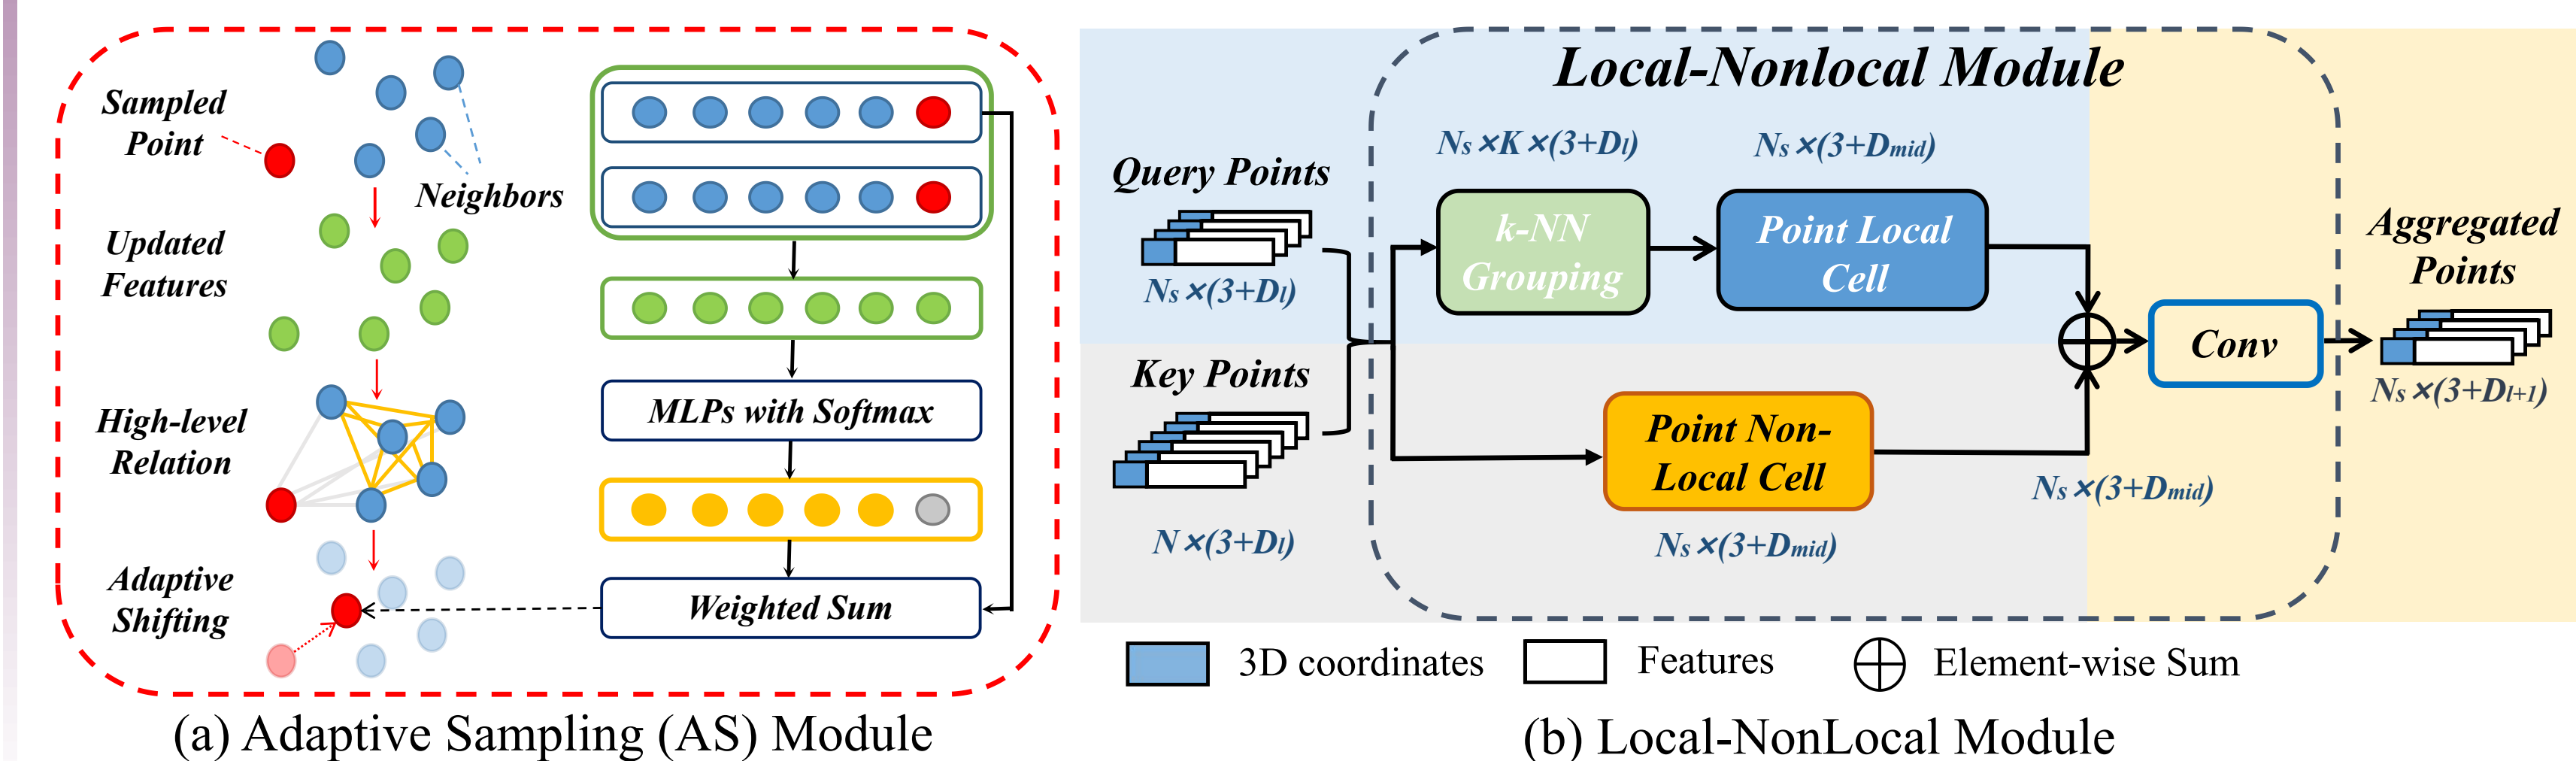 Sampled
Point
Neighbors
Updated
Features
High-level
Relation
Adaptive
Shifting
MLPs with Softmax
Weighted Sum
(a) Adaptive Sampling (AS) Module
Local-Nonlocal Module
Query Points
Ns×(3+Dl)
Key Points
N×(3+Dl)
Ns×K×(3+Dl)
k-NN
Grouping
Ns×(3+Dmid)
Point Local
Cell
Point Non-
Local Cell
Ns×(3+Dmid)
Ns×(3+Dmid)
Conv
Aggregated
Points
Ns×(3+Dl+1)
3D coordinates
Features
Element-wise Sum
(b) Local-NonLocal Module